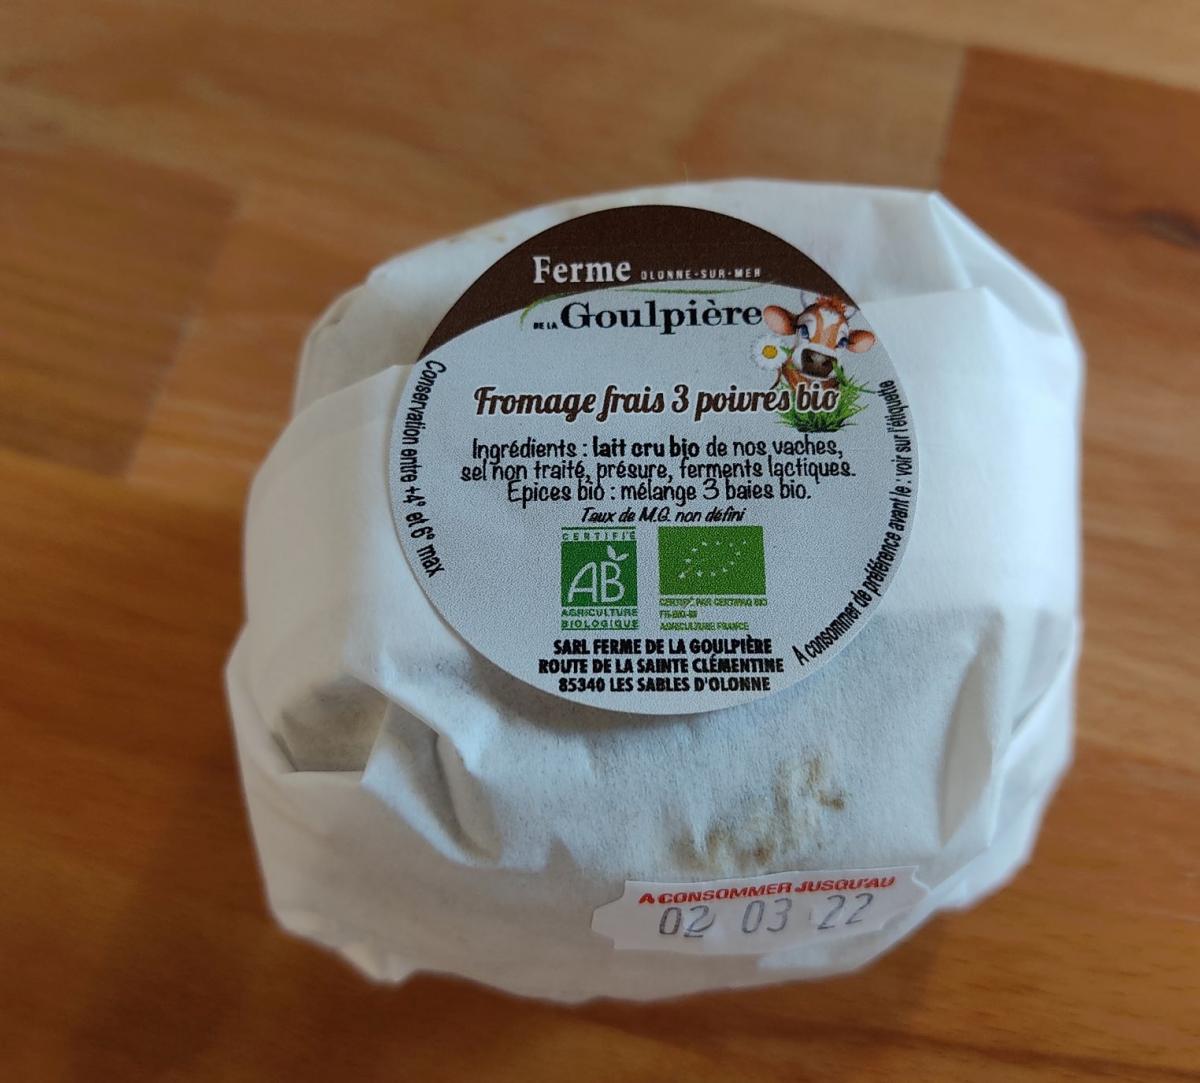 Ferme OLONNE-SUR-MER
DE LA Goulpière
Fromage frais 3 poivres bio
Ingrédients : lait cru bio de nos vaches,
sel non traité, présure, ferments lactiques.
Epices bio : mélange 3 baies bio.
Taux de M.G. non défini
Conservation entre +4° et 6° max
A consommer de préférence avant le : voir sur l'étiquette
CERTIFIÉ
AB
AGRICULTURE
BIOLOGIQUE
AGRICULTURE FRANCE
SARL FERME DE LA GOULPIÈRE
ROUTE DE LA SAINTE CLÉMENTINE
85340 LES SABLES D'OLONNE
A CONSOMMER JUSQU'AU
02 03 22